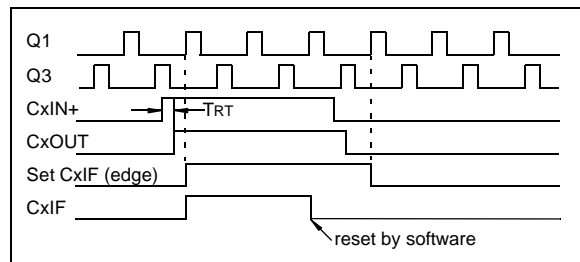 Q1
Q3
CxIN+
TRT
CxOUT
Set CxIF (edge)
CxIF
reset by software